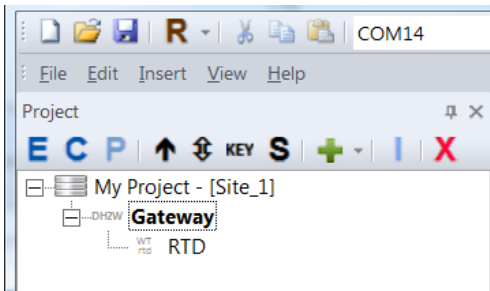 R COM14
File Edit Insert View Help
Project
E C P KEY S I X
My Project - [Site_1]
DH2W Gateway
WT
rtd RTD